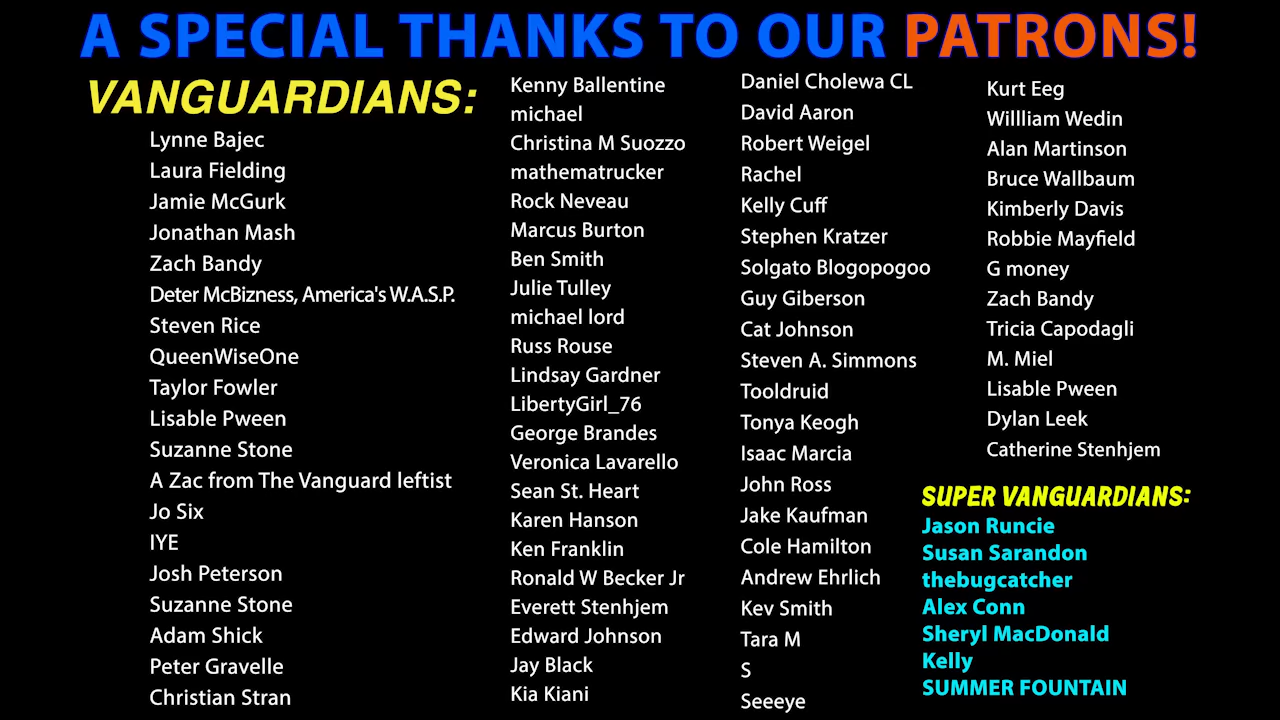 A SPECIAL THANKS TO OUR PATRONS!
VANGUARDIANS:
Lynne Bajec
Laura Fielding
Jamie McGurk
Jonathan Mash
Zach Bandy
Deter McBizness, America's W.A.S.P.
Steven Rice
QueenWiseOne
Taylor Fowler
Lisable Pween
Suzanne Stone
A Zac from The Vanguard leftist
Jo Six
IYE
Josh Peterson
Suzanne Stone
Adam Shick
Peter Gravelle
Christian Stran
Kenny Ballentine
michael
Christina M Suozzo
mathematrucker
Rock Neveau
Marcus Burton
Ben Smith
Julie Tulley
michael lord
Russ Rouse
Lindsay Gardner
LibertyGirl_76
George Brandes
Veronica Lavarello
Sean St. Heart
Karen Hanson
Ken Franklin
Ronald W Becker Jr
Everett Stenhjem
Edward Johnson
Jay Black
Kia Kiani
Daniel Cholewa CL
David Aaron
Robert Weigel
Rachel
Kelly Cuff
Stephen Kratzer
Solgato Blogopogoo
Guy Giberson
Cat Johnson
Steven A. Simmons
Tooldruid
Tonya Keogh
Isaac Marcia
John Ross
Jake Kaufman
Cole Hamilton
Andrew Ehrlich
Kev Smith
Tara M
S
Seeeye
Kurt Eeg
Willliam Wedin
Alan Martinson
Bruce Wallbaum
Kimberly Davis
Robbie Mayfield
G money
Zach Bandy
Tricia Capodagli
M. Miel
Lisable Pween
Dylan Leek
Catherine Stenhjem
SUPER VANGUARDIANS:
Jason Runcie
Susan Sarandon
thebugcatcher
Alex Conn
Sheryl MacDonald
Kelly
SUMMER FOUNTAIN